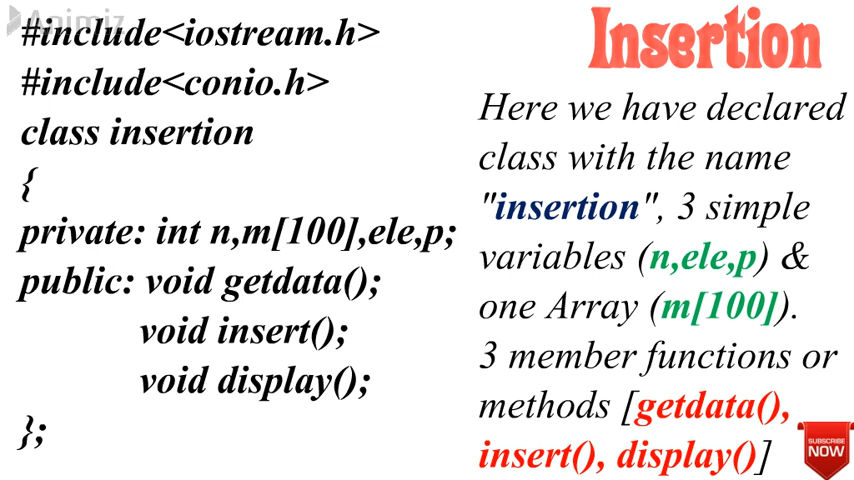 Animiz
#include<iostream.h>
#include<conio.h>
class insertion
{
private: int n,m[100],ele,p;
public: void getdata();
void insert();
void display();
};
Insertion
Here we have declared
class with the name
"insertion", 3 simple
variables (n,ele,p) &
one Array (m[100]).
3 member functions or
methods [getdata(),
insert(), display()]
SUBSCRIBE
NOW